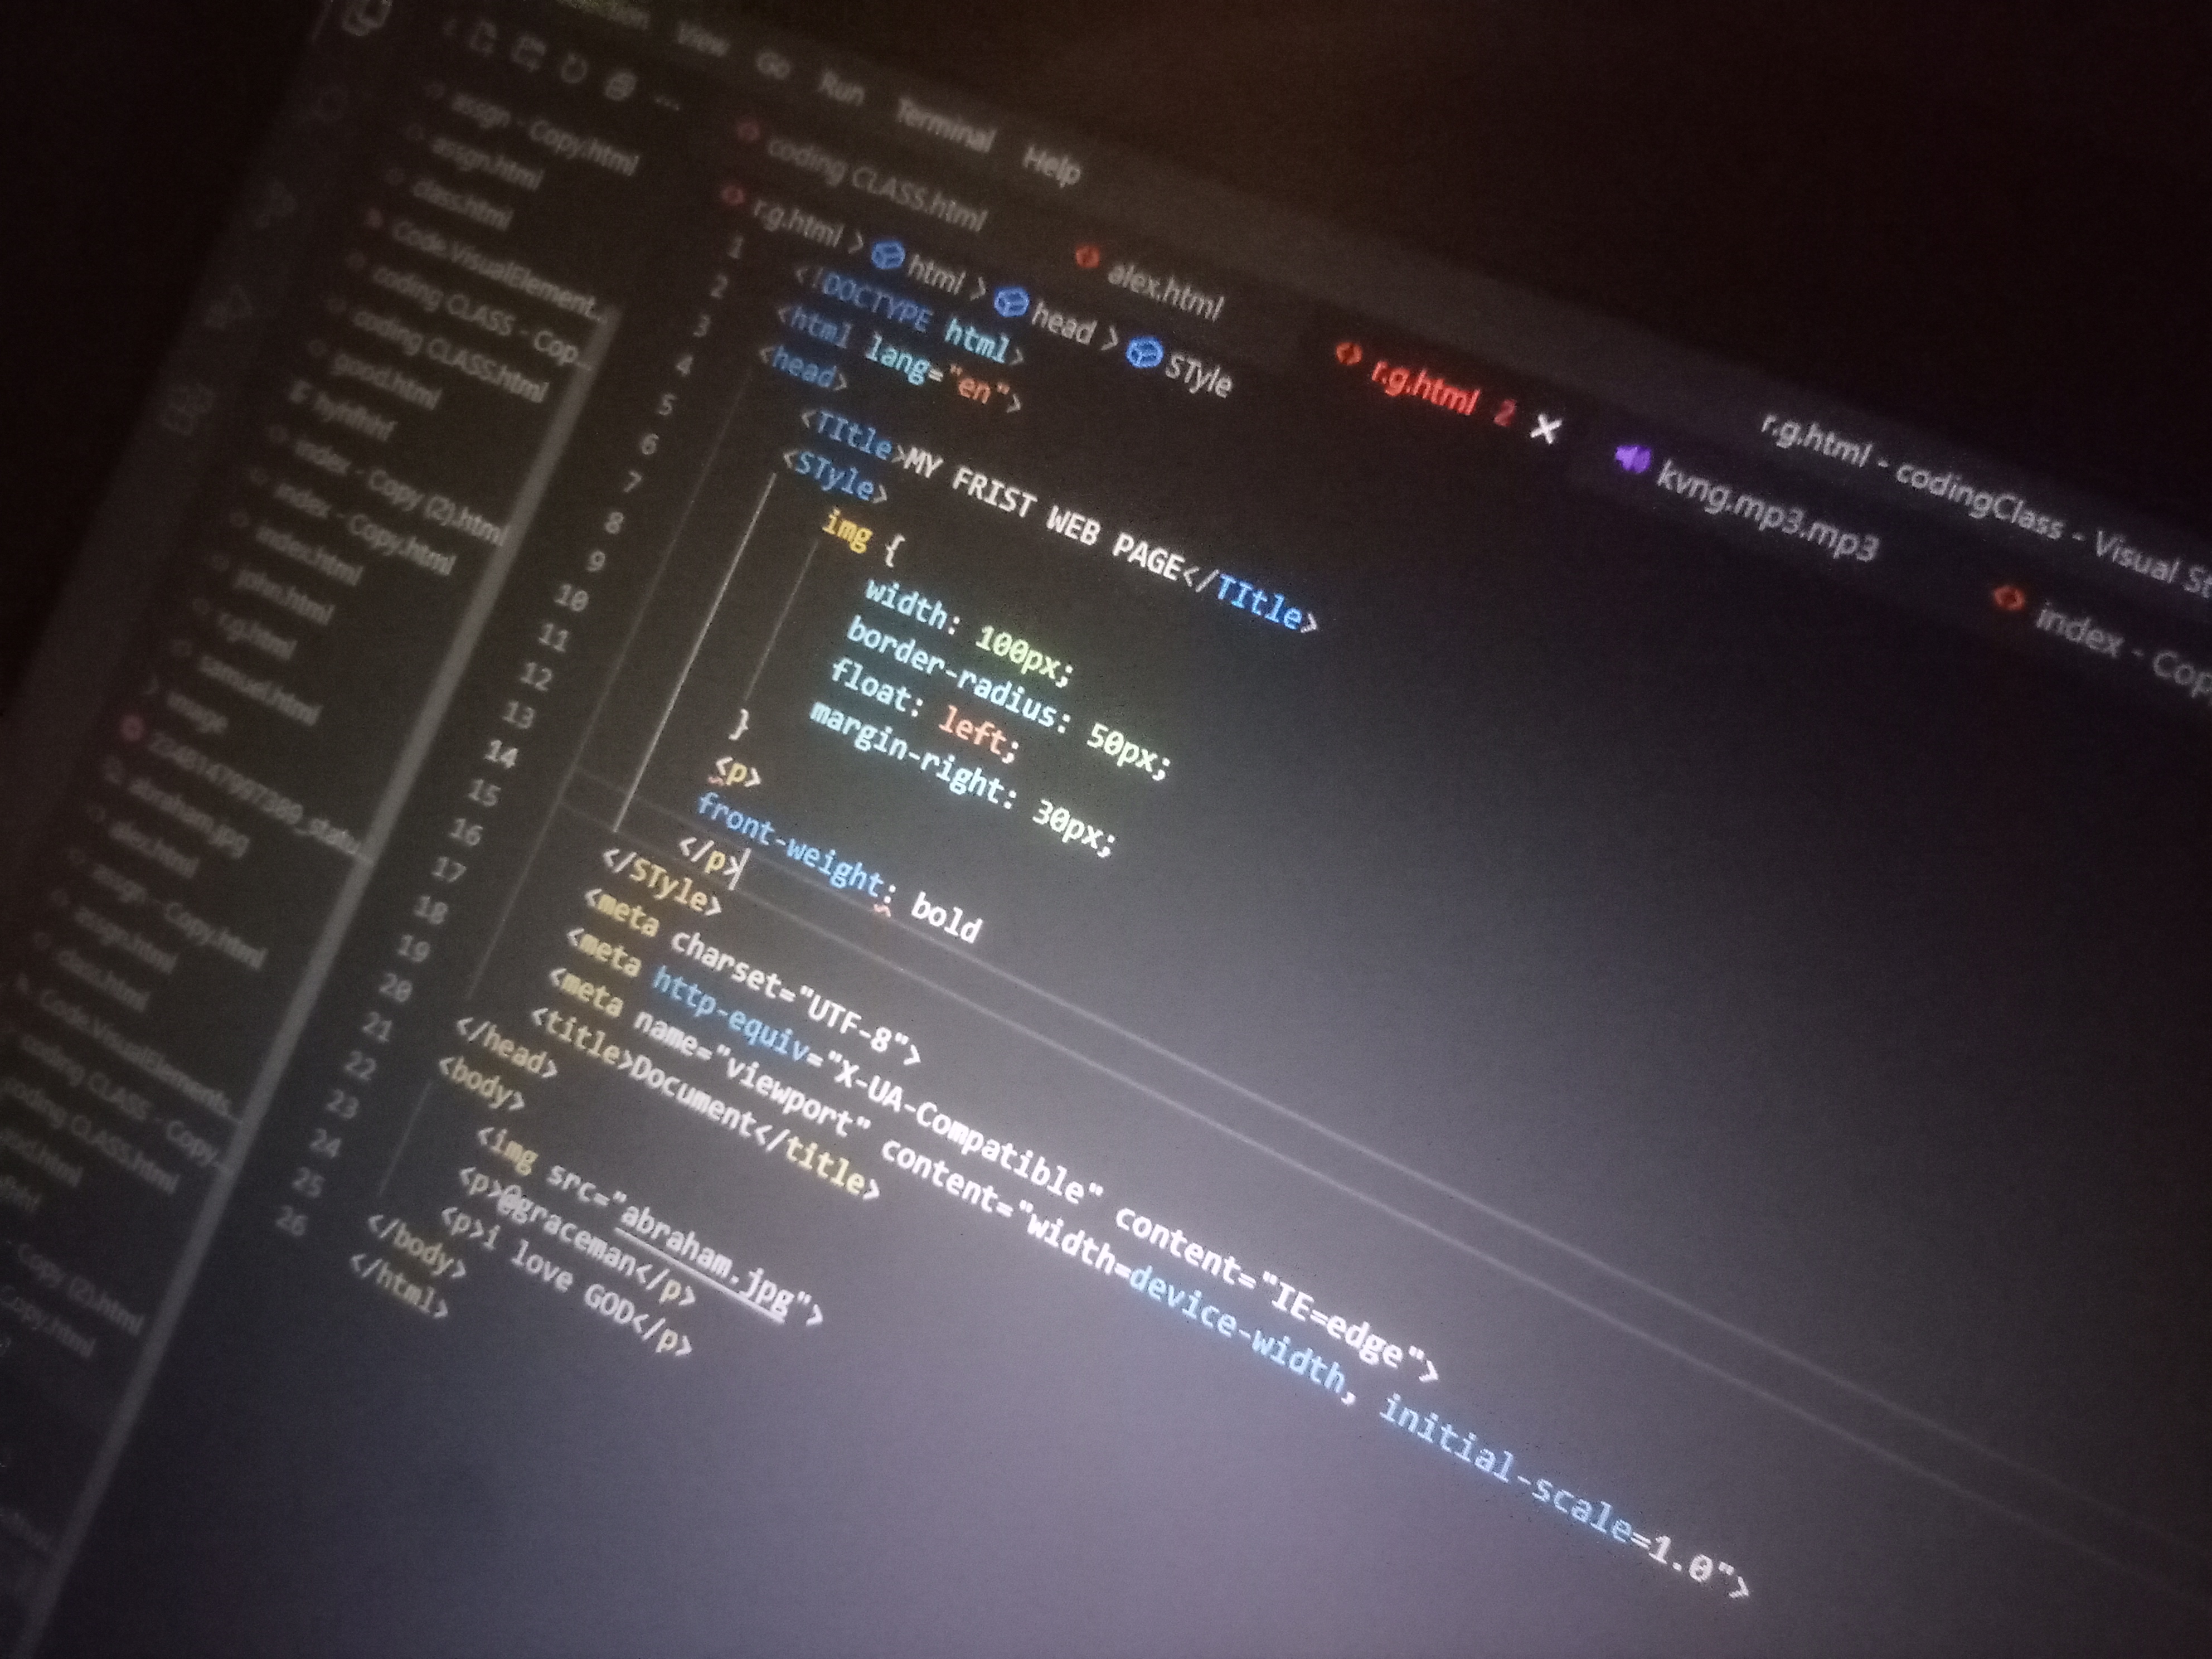 View Go Run Terminal Help
r.g.html - codingClass - Visual St
coding CLASS.html
alex.html
r.g.html 2
kvng.mp3.mp3
index - Cop
r.g.html > html > head > STyle
assgn - Copy.html
assgn.html
class.html
Code.VisualElement...
coding CLASS - Cop...
coding CLASS.html
good.html
index - Copy (2).html
index - Copy.html
index.html
john.html
r.g.html
samuel.html
image
abraham.jpg
alex.html
assgn - Copy.html
assgn.html
class.html
Code.VisualElements...
coding CLASS - Copy...
coding CLASS.html
Copy (2).html
Copy.html
1 <!DOCTYPE html>
2 <html lang="en">
3 <head>
4 <TItle>MY FRIST WEB PAGE</TItle>
5 <STyle>
6 img {
7 width: 100px;
8 border-radius: 50px;
9 float: left;
10 margin-right: 30px;
11 }
12 <p>
13 front-weight: bold
14 </p>
15 </STyle>
16 <meta charset="UTF-8">
17 <meta http-equiv="X-UA-Compatible" content="IE=edge">
18 <meta name="viewport" content="width=device-width, initial-scale=1.0">
19 <title>Document</title>
20 </head>
21 <body>
22 <img src="abraham.jpg">
23 <p>@graceman</p>
24 <p>i love GOD</p>
25 </body>
26 </html>